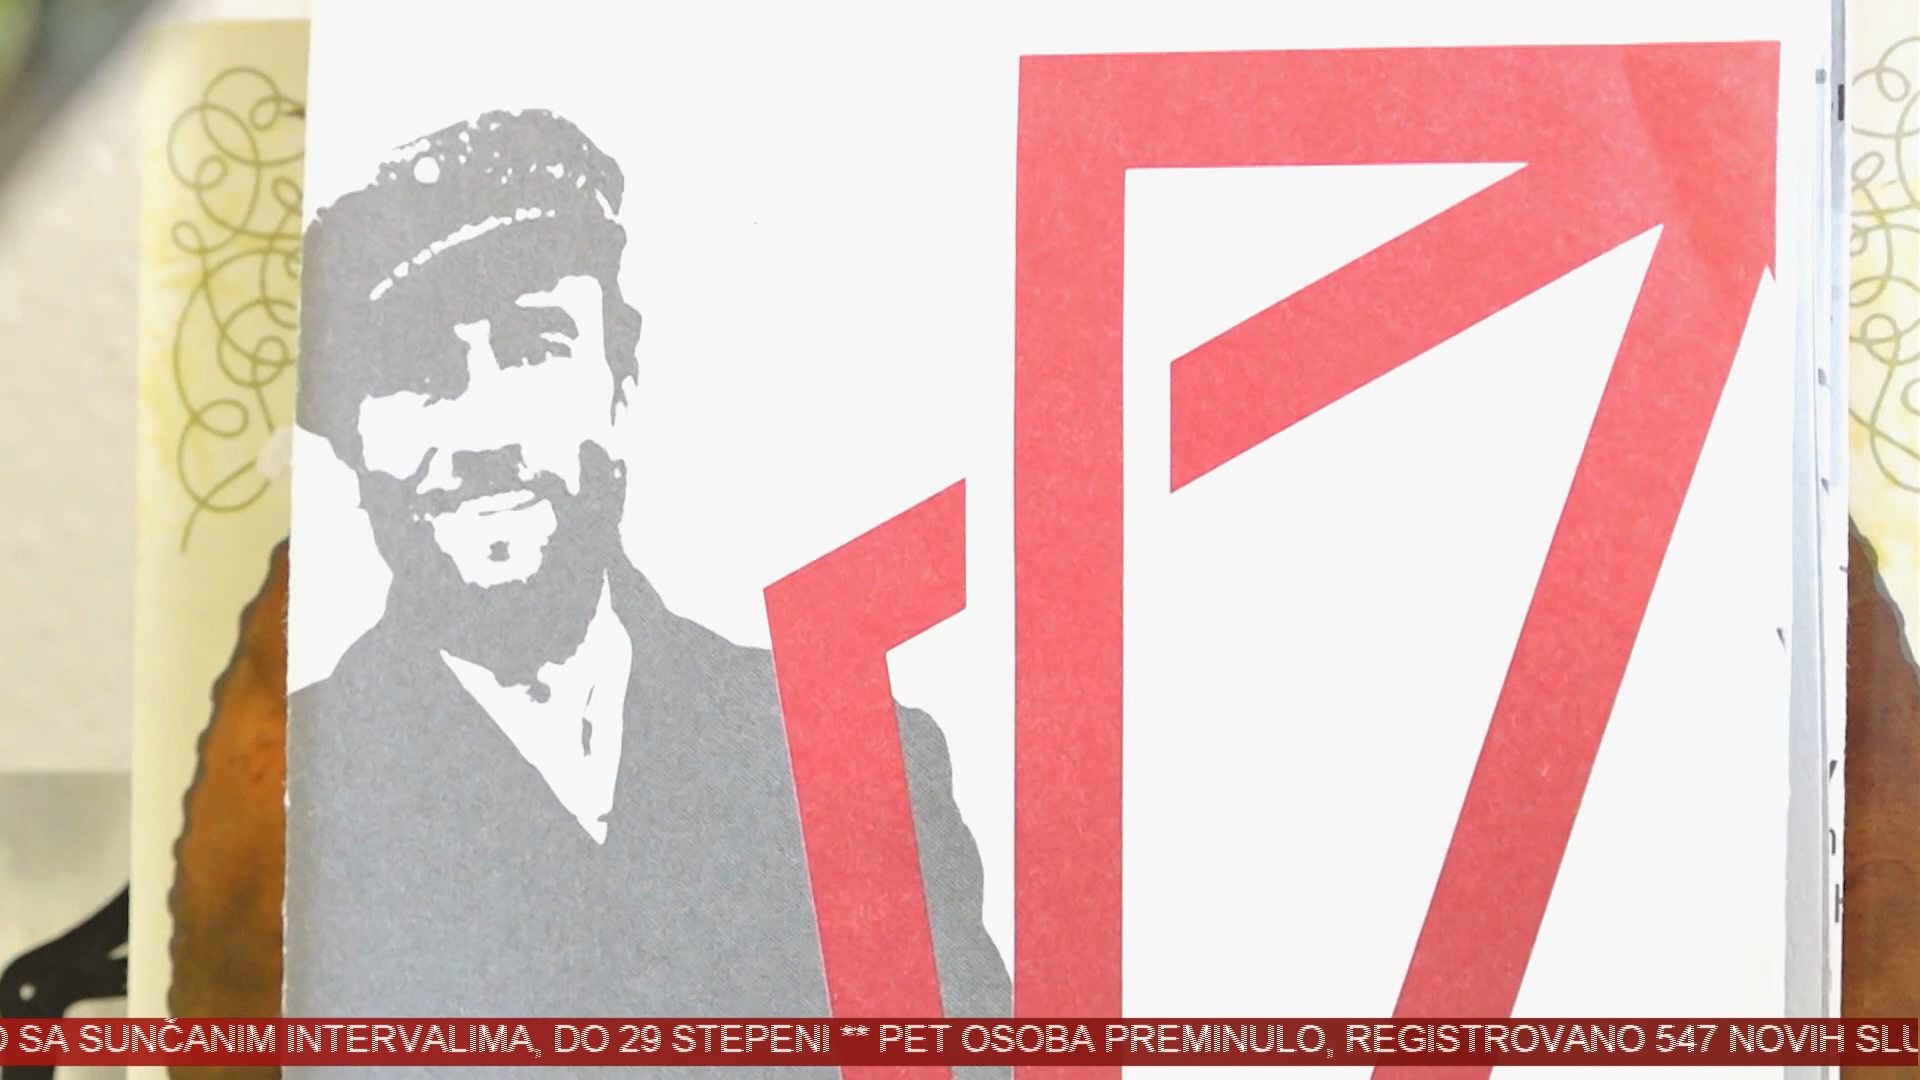 SA SUNČANIM INTERVALIMA, DO 29 STEPENI ** PET OSOBA PREMINULO, REGISTROVANO 547 NOVIH